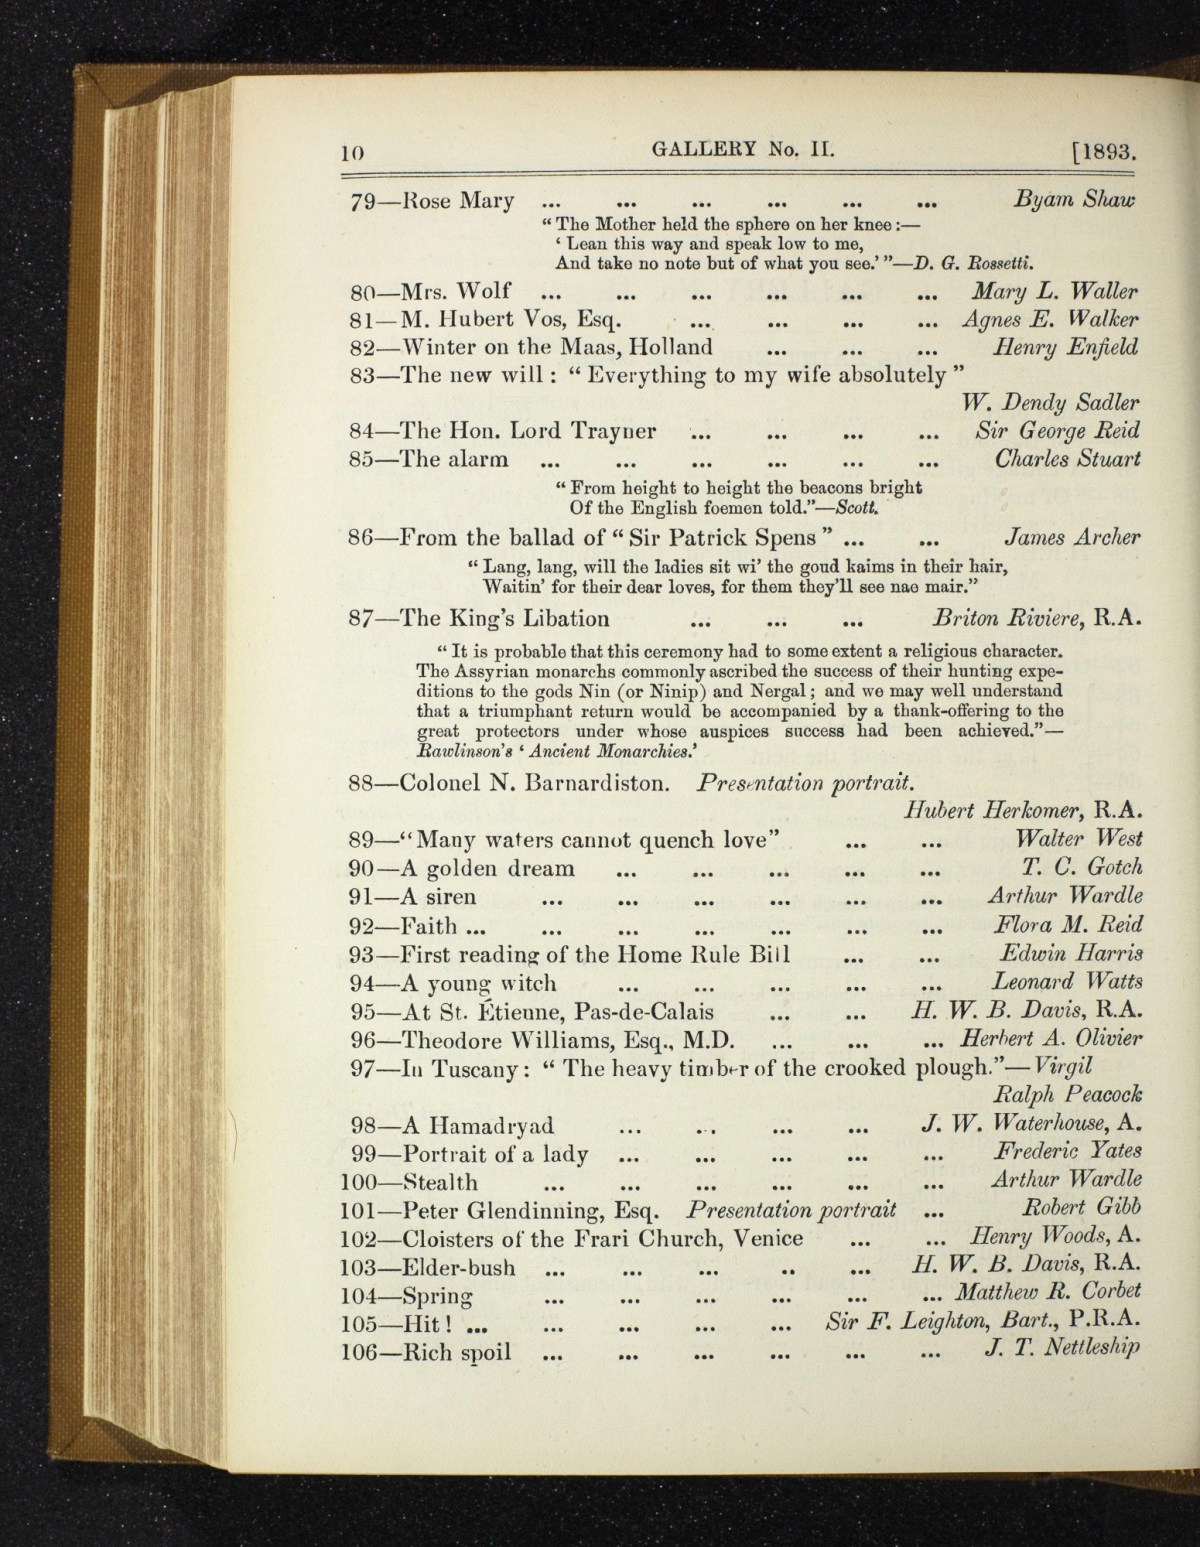 10 GALLERY No. II. [1893.
79—Rose Mary ... ... ... ... ... ... Byam Shaw
“ The Mother held the sphere on her knee :—
‘ Lean this way and speak low to me,
And take no note but of what you see.’ ”—D. G. Rossetti.
80—Mrs. Wolf ... ... ... ... ... ... Mary L. Waller
81—M. Hubert Vos, Esq. ... ... ... ... Agnes E. Walker
82—Winter on the Maas, Holland ... ... ... Henry Enfield
83—The new will : “ Everything to my wife absolutely ”
W. Dendy Sadler
84—The Hon. Lord Trayner ... ... ... ... Sir George Reid
85—The alarm ... ... ... ... ... ... Charles Stuart
“ From height to height the beacons bright
Of the English foemen told.”—Scott.
86—From the ballad of “ Sir Patrick Spens ” ... ... James Archer
“ Lang, lang, will the ladies sit wi’ the goud kaims in their hair,
Waitin’ for their dear loves, for them they’ll see nae mair.”
87—The King’s Libation ... ... ... Briton Riviere, R.A.
“ It is probable that this ceremony had to some extent a religious character.
The Assyrian monarchs commonly ascribed the success of their hunting expe-
ditions to the gods Nin (or Ninip) and Nergal ; and we may well understand
that a triumphant return would be accompanied by a thank-offering to the
great protectors under whose auspices success had been achieved.”—
Rawlinson’s ‘ Ancient Monarchies.’
88—Colonel N. Barnardiston. Presentation portrait.
Hubert Herkomer, R.A.
89—“Many waters cannot quench love” ... ... Walter West
90—A golden dream ... ... ... ... ... T. C. Gotch
91—A siren ... ... ... ... ... ... Arthur Wardle
92—Faith ... ... ... ... ... ... ... Flora M. Reid
93—First reading of the Home Rule Bill ... ... Edwin Harris
94—A young witch ... ... ... ... ... Leonard Watts
95—At St. Étienne, Pas-de-Calais ... ... H. W. B. Davis, R.A.
96—Theodore Williams, Esq., M.D. ... ... ... Herbert A. Olivier
97—In Tuscany : “ The heavy timber of the crooked plough.”—Virgil
Ralph Peacock
98—A Hamadryad ... ... ... ... J. W. Waterhouse, A.
99—Portrait of a lady ... ... ... ... ... Frederic Yates
100—Stealth ... ... ... ... ... ... Arthur Wardle
101—Peter Glendinning, Esq. Presentation portrait ... Robert Gibb
102—Cloisters of the Frari Church, Venice ... ... Henry Woods, A.
103—Elder-bush ... ... ... .. ... H. W. B. Davis, R.A.
104—Spring ... ... ... ... ... ... Matthew R. Corbet
105—Hit ! ... ... ... ... ... Sir F. Leighton, Bart., P.R.A.
106—Rich spoil ... ... ... ... ... ... J. T. Nettleship